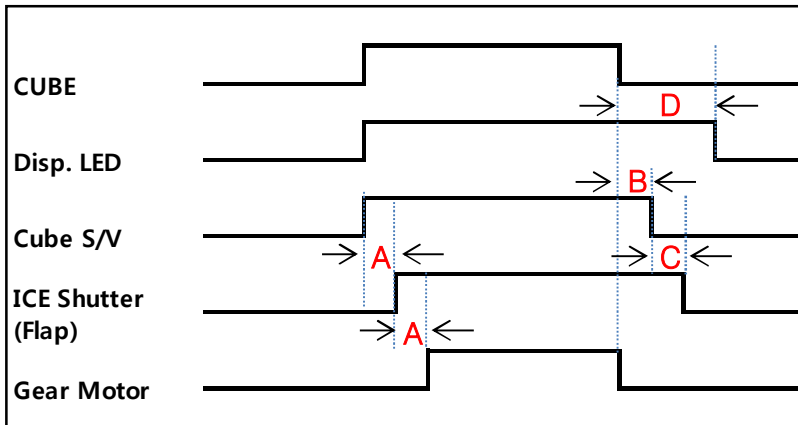 CUBE
D
Disp. LED
B
Cube S/V
A
C
ICE Shutter
(Flap)
A
Gear Motor